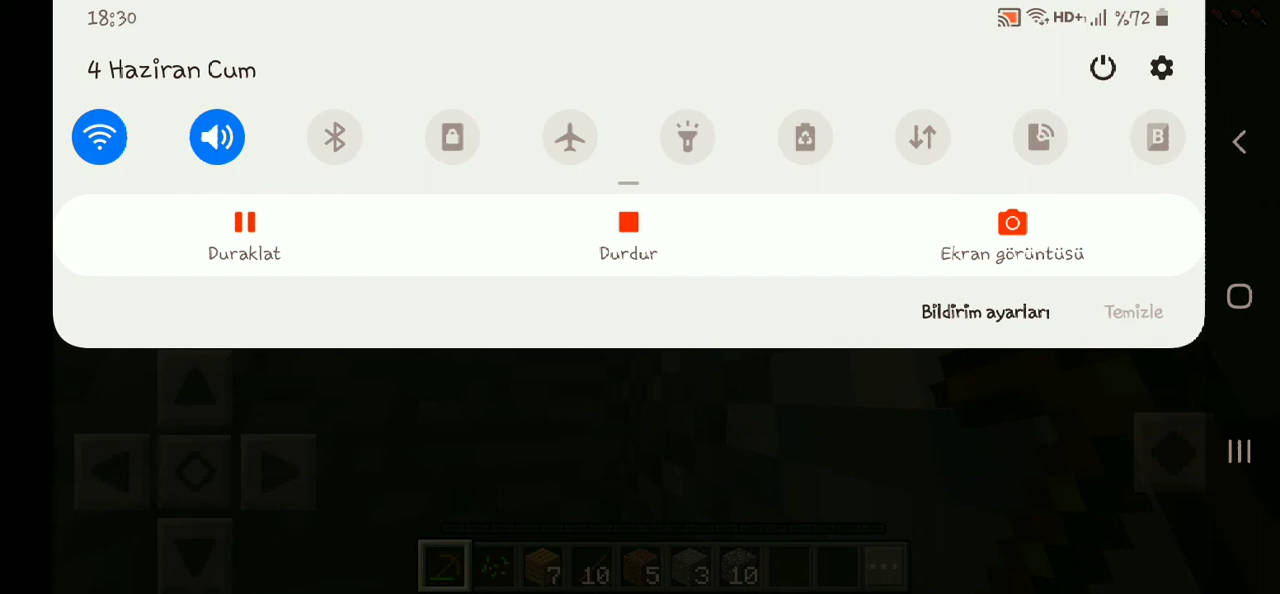 18:30
HD+ %72
4 Haziran Cum
B
Duraklat
Durdur
Ekran görüntüsü
Bildirim ayarları
Temizle
7 10 5 3 10